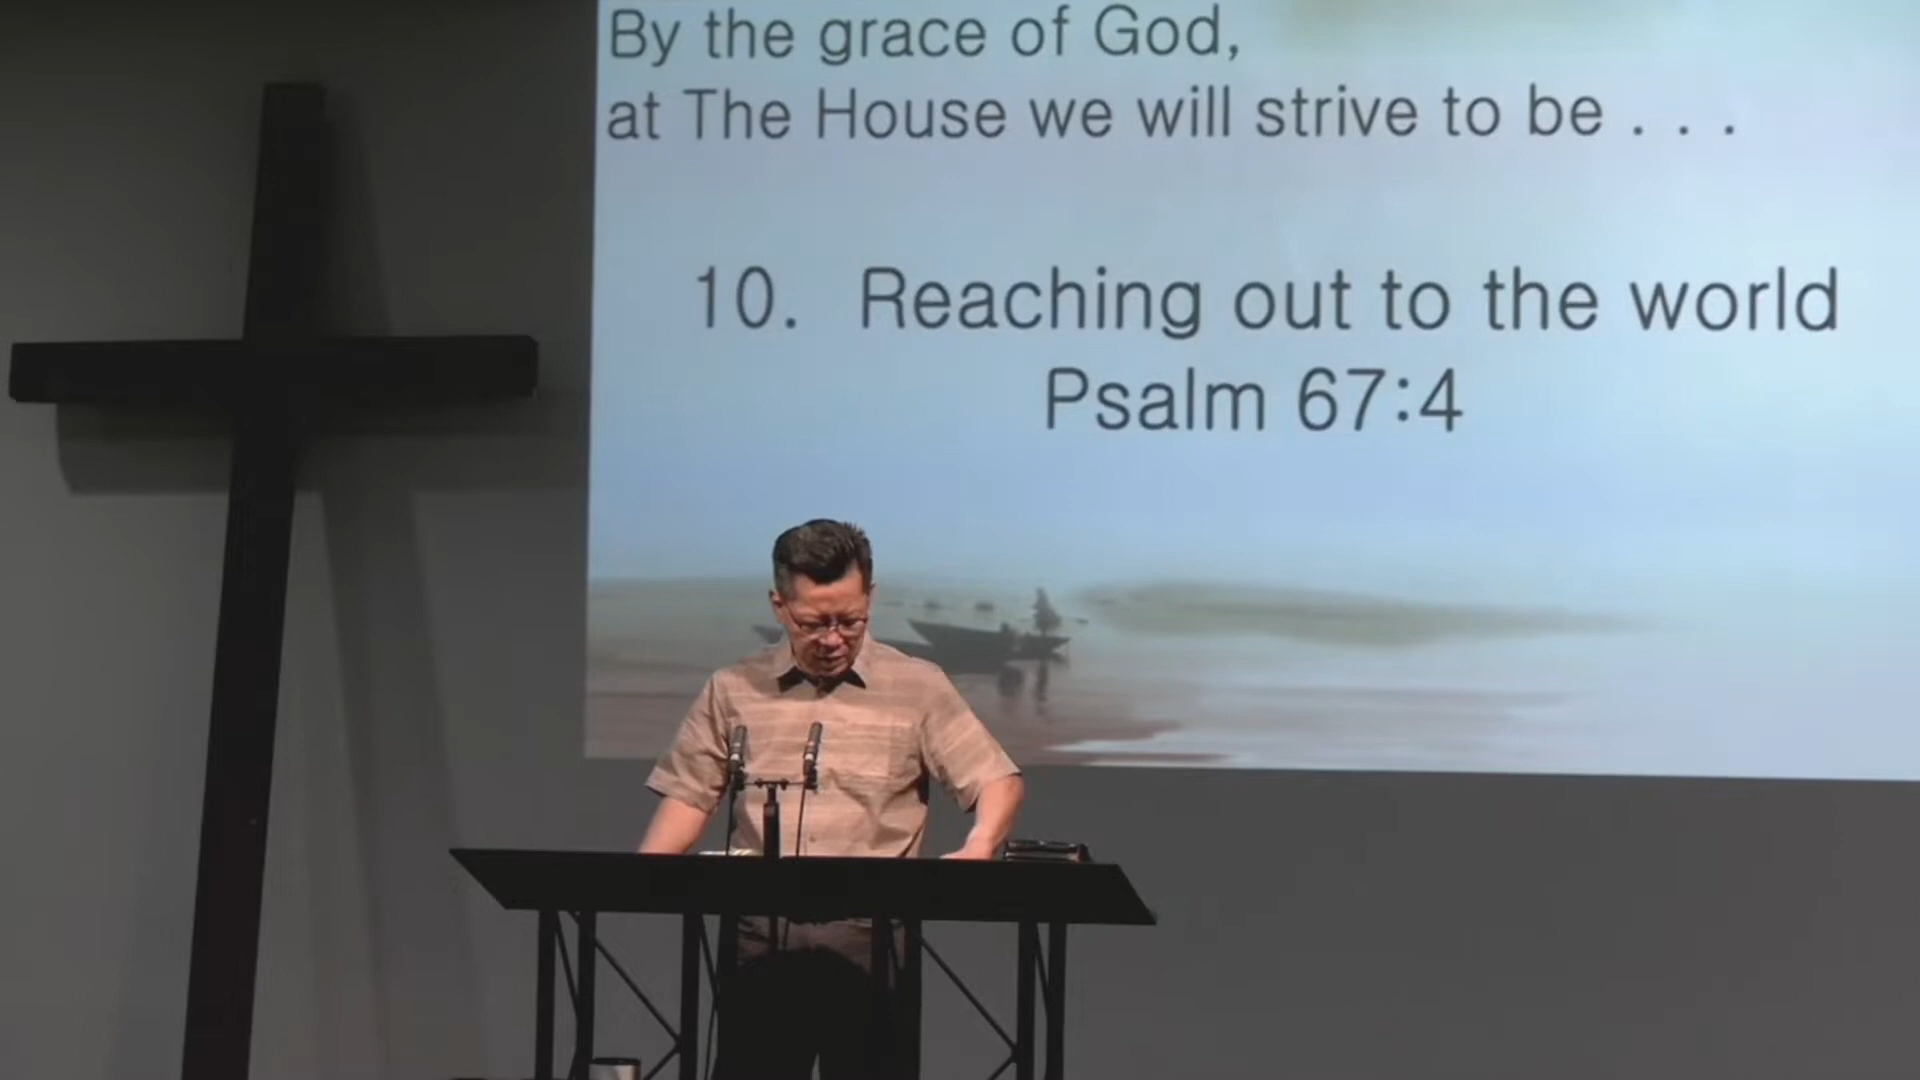 By the grace of God,
at The House we will strive to be . . .
10. Reaching out to the world
Psalm 67:4